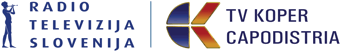 RADIO
TELEVIZIJA
SLOVENIJA
TV KOPER
CAPODISTRIA